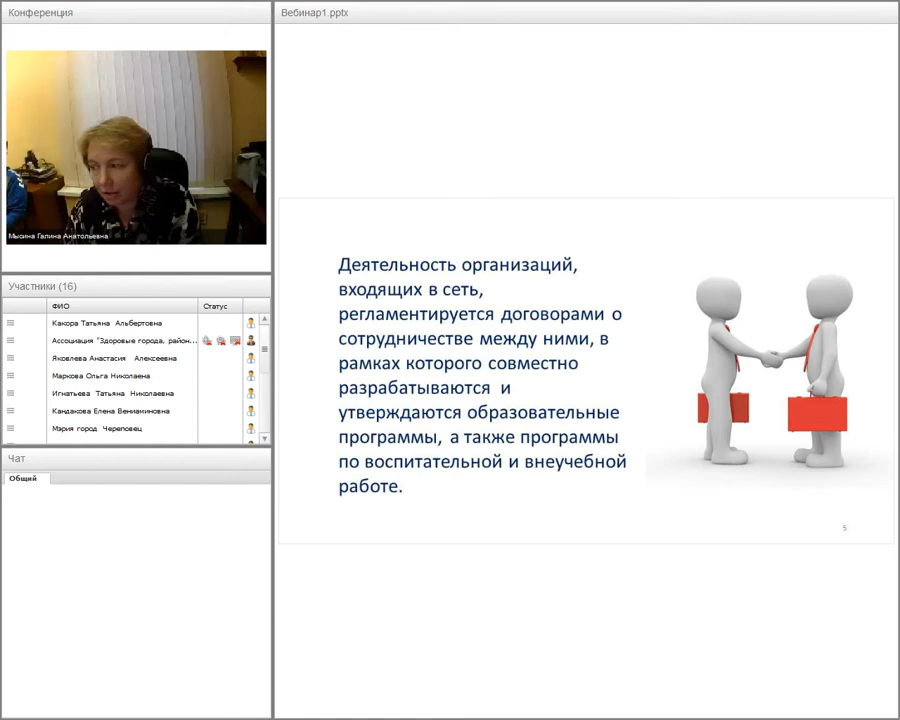 Конференция
Мысина Галина Анатольевна
Участники (16)
ФИО
Статус
Какора Татьяна Альбертовна
Ассоциация "Здоровые города, район...
Яковлева Анастасия Алексеевна
Маркова Ольга Николаевна
Игнатьева Татьяна Николаевна
Кандакова Елена Вениаминовна
Мэрия город Череповец
Чат
Общий
Вебинар1.pptx
Деятельность организаций,
входящих в сеть,
регламентируется договорами о
сотрудничестве между ними, в
рамках которого совместно
разрабатываются и
утверждаются образовательные
программы, а также программы
по воспитательной и внеучебной
работе.
5